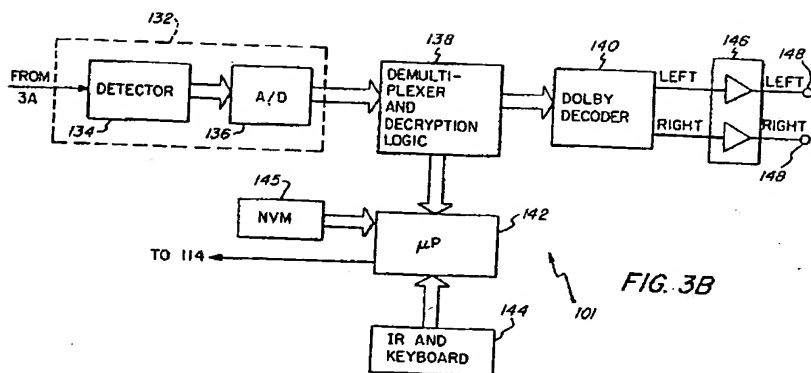 132
138
140
146
148
FROM
3A
DETECTOR
134
A/D
136
DEMULTI-
PLEXER
AND
DECRYPTION
LOGIC
DOLBY
DECODER
LEFT
RIGHT
LEFT
RIGHT
148
145
NVM
142
μP
TO 114
101
FIG. 3B
144
IR AND
KEYBOARD